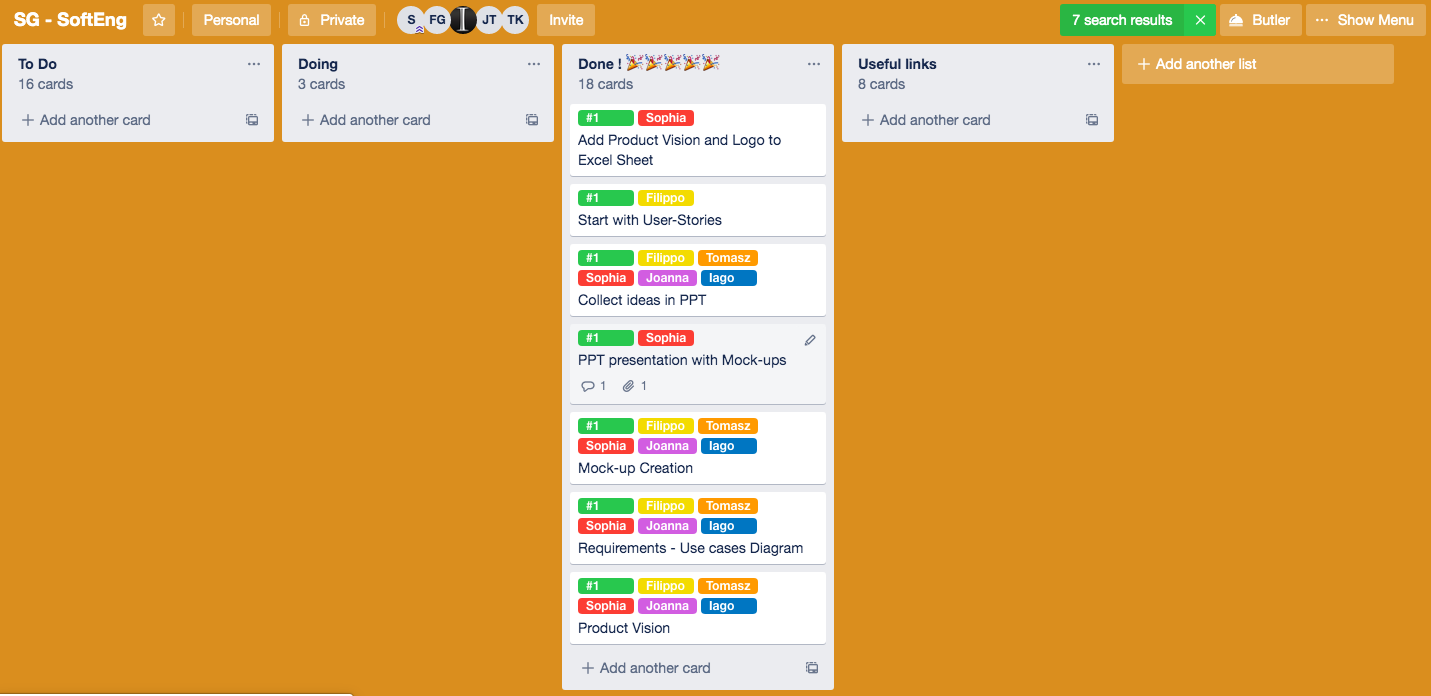 SG - SoftEng Personal Private S FG JT TK Invite 7 search results Butler Show Menu
To Do
16 cards
Add another card
Doing
3 cards
Add another card
Done ! 🎉🎉🎉🎉🎉
18 cards
#1 Sophia
Add Product Vision and Logo to
Excel Sheet
#1 Filippo
Start with User-Stories
#1 Filippo Tomasz
Sophia Joanna Iago
Collect ideas in PPT
#1 Sophia
PPT presentation with Mock-ups
1 1
#1 Filippo Tomasz
Sophia Joanna Iago
Mock-up Creation
#1 Filippo Tomasz
Sophia Joanna Iago
Requirements - Use cases Diagram
#1 Filippo Tomasz
Sophia Joanna Iago
Product Vision
Add another card
Useful links
8 cards
Add another card
Add another list